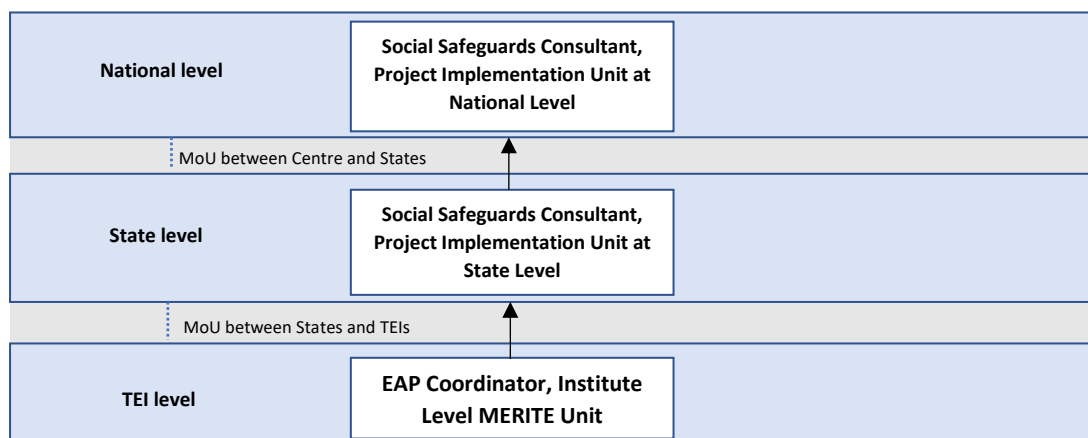 National level
Social Safeguards Consultant,
Project Implementation Unit at
National Level
MoU between Centre and States
State level
Social Safeguards Consultant,
Project Implementation Unit at
State Level
MoU between States and TEIs
TEI level
EAP Coordinator, Institute
Level MERITE Unit